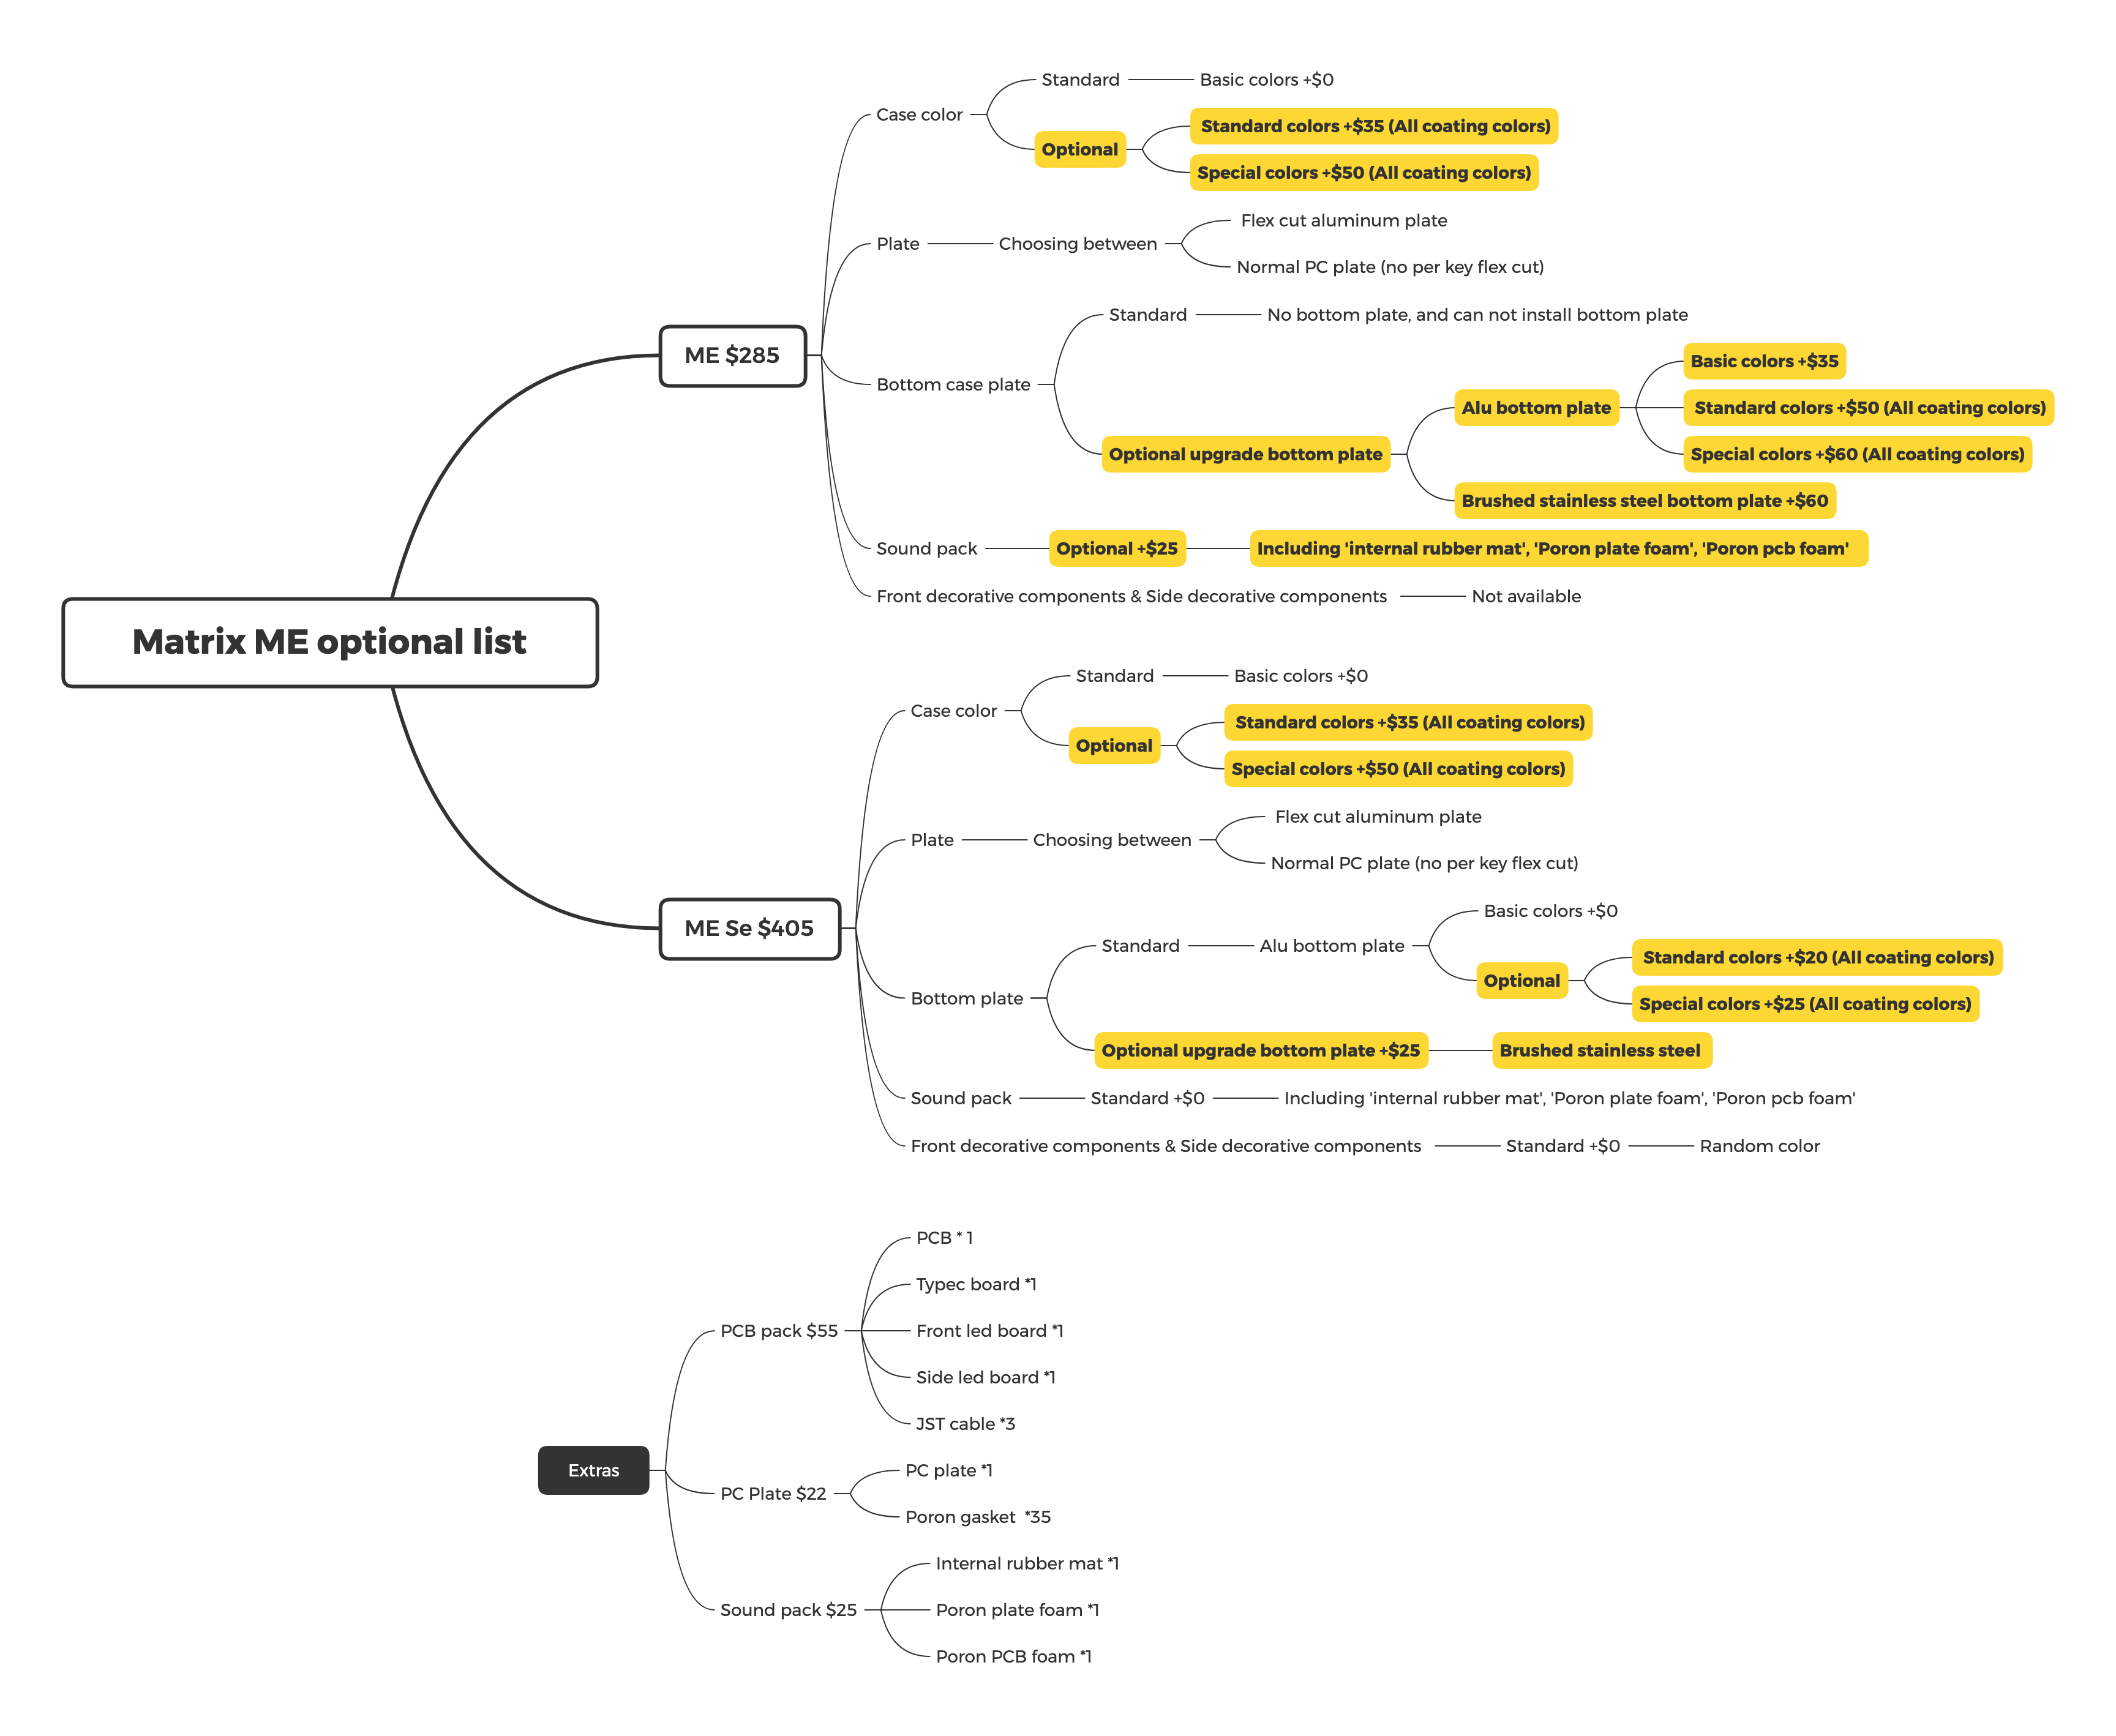 Matrix ME optional list
ME $285
Case color
Standard
Basic colors +$0
Optional
Standard colors +$35 (All coating colors)
Special colors +$50 (All coating colors)
Plate
Choosing between
Flex cut aluminum plate
Normal PC plate (no per key flex cut)
Bottom case plate
Standard
No bottom plate, and can not install bottom plate
Optional upgrade bottom plate
Alu bottom plate
Basic colors +$35
Standard colors +$50 (All coating colors)
Special colors +$60 (All coating colors)
Brushed stainless steel bottom plate +$60
Sound pack
Optional +$25
Including 'internal rubber mat', 'Poron plate foam', 'Poron pcb foam'
Front decorative components & Side decorative components
Not available
ME Se $405
Case color
Standard
Basic colors +$0
Optional
Standard colors +$35 (All coating colors)
Special colors +$50 (All coating colors)
Plate
Choosing between
Flex cut aluminum plate
Normal PC plate (no per key flex cut)
Bottom plate
Standard
Alu bottom plate
Basic colors +$0
Optional
Standard colors +$20 (All coating colors)
Special colors +$25 (All coating colors)
Optional upgrade bottom plate +$25
Brushed stainless steel
Sound pack
Standard +$0
Including 'internal rubber mat', 'Poron plate foam', 'Poron pcb foam'
Front decorative components & Side decorative components
Standard +$0
Random color
Extras
PCB pack $55
PCB * 1
Typec board *1
Front led board *1
Side led board *1
JST cable *3
PC Plate $22
PC plate *1
Poron gasket *35
Sound pack $25
Internal rubber mat *1
Poron plate foam *1
Poron PCB foam *1